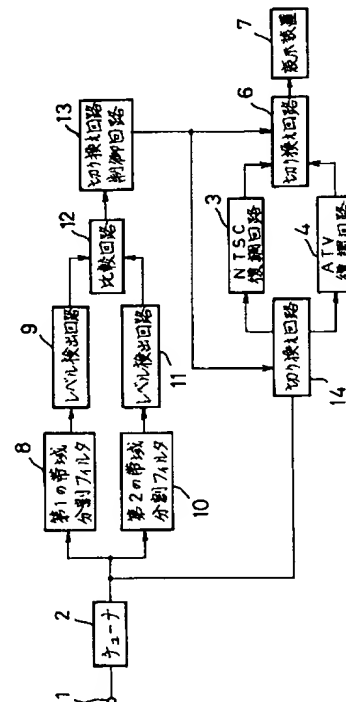 1
2
チューナ
8
第1の帯域
分割フィルタ
9
レベル検出回路
第2の帯域
分割フィルタ
10
レベル検出回路
11
12
比較回路
13
切り換え回路
制御回路
切り換え回路
14
3
NTSC
復調回路
ATV
復調回路
4
切り換え回路
6
7
表示装置